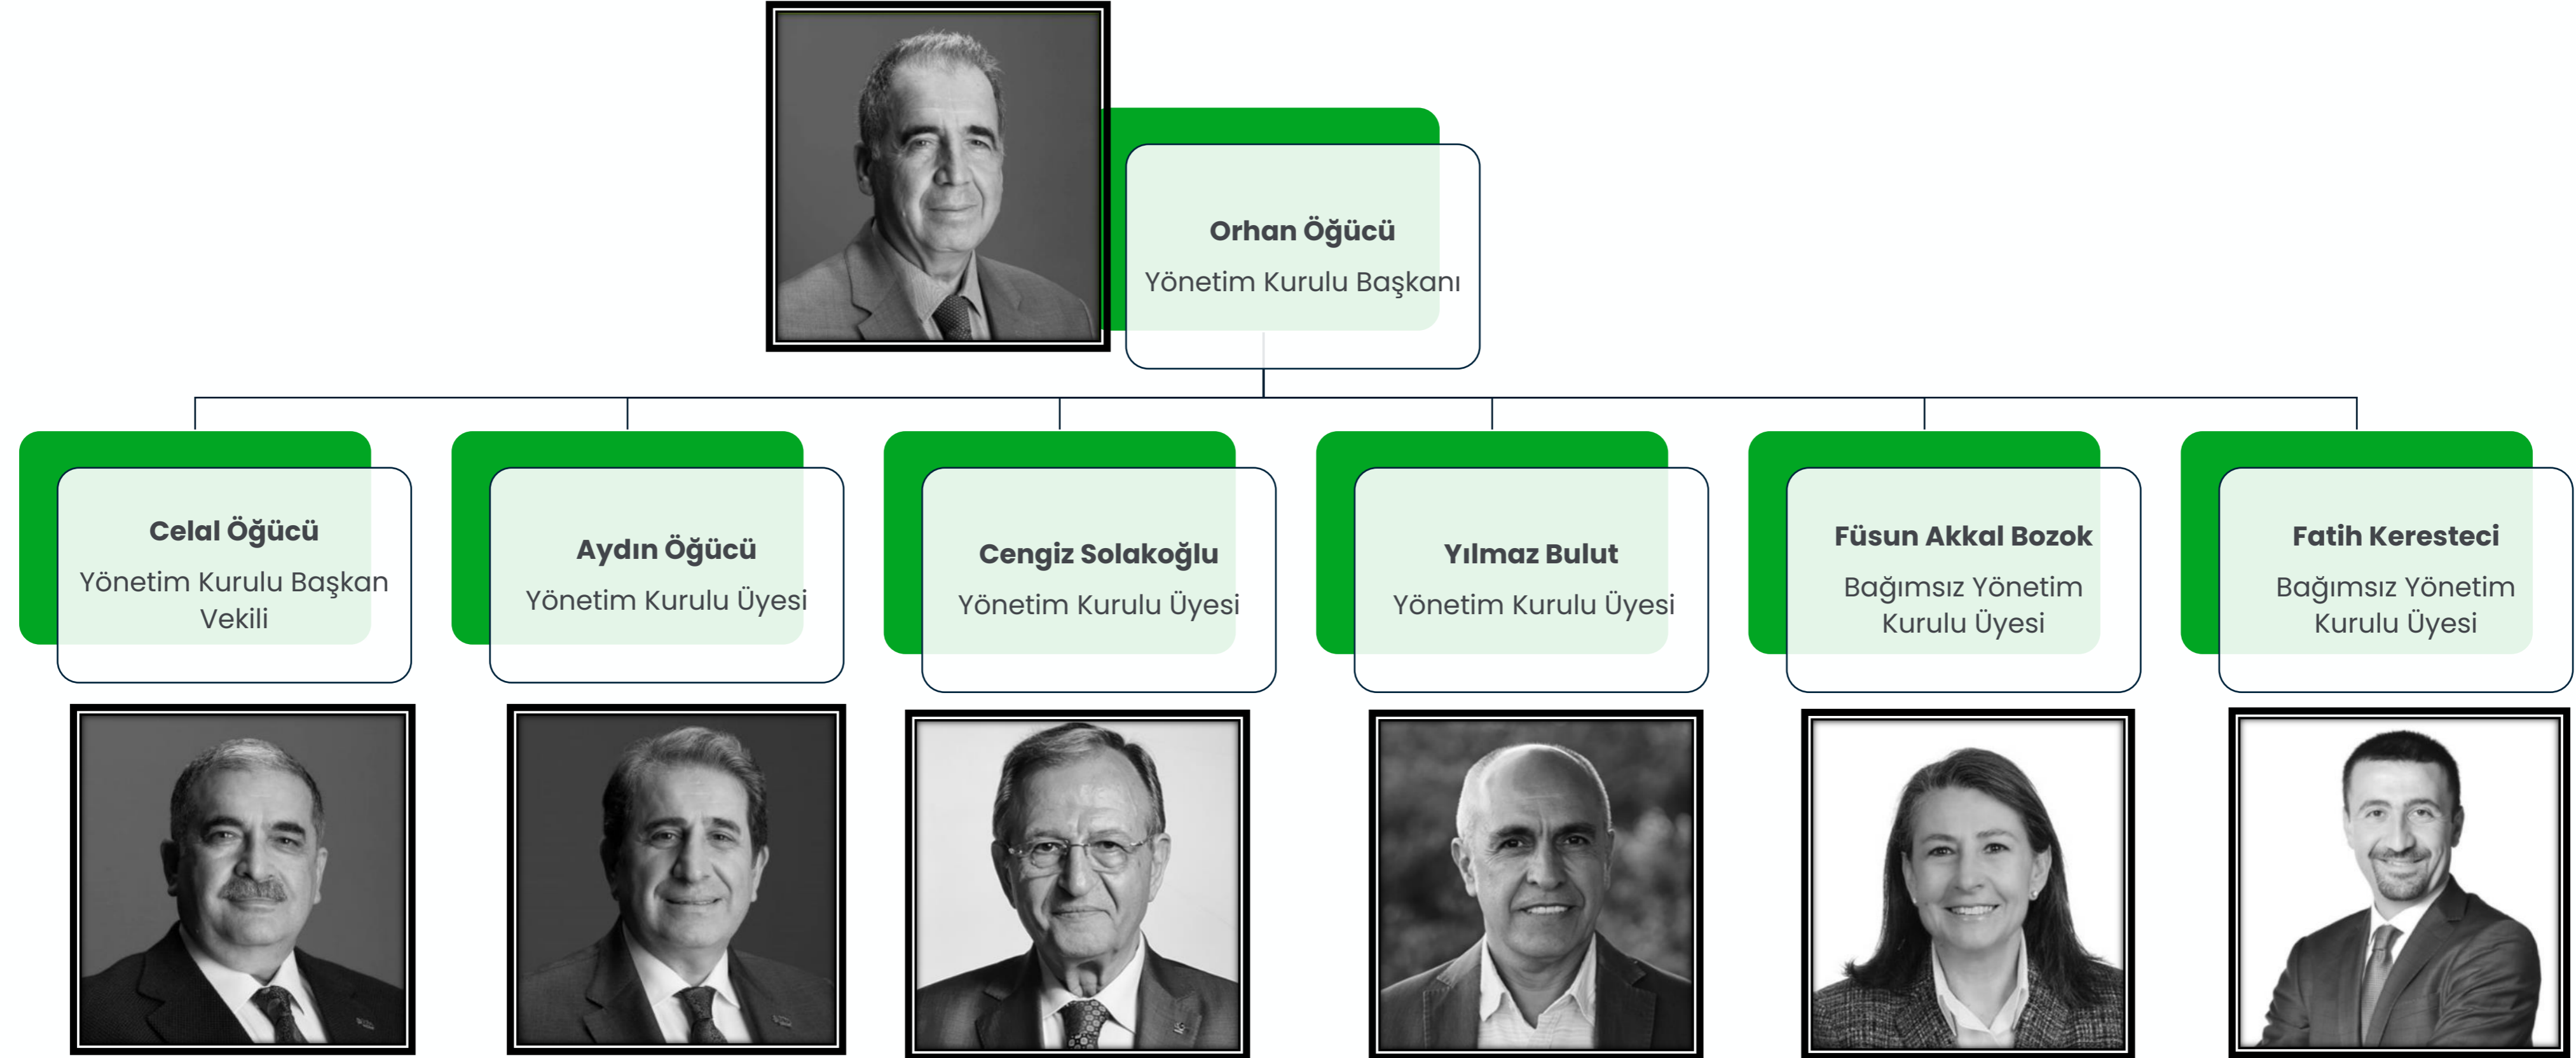 Orhan Öğücü
Yönetim Kurulu Başkanı
Celal Öğücü
Yönetim Kurulu Başkan
Vekili
Aydın Öğücü
Yönetim Kurulu Üyesi
Cengiz Solakoğlu
Yönetim Kurulu Üyesi
Yılmaz Bulut
Yönetim Kurulu Üyesi
Füsun Akkal Bozok
Bağımsız Yönetim
Kurulu Üyesi
Fatih Keresteci
Bağımsız Yönetim
Kurulu Üyesi